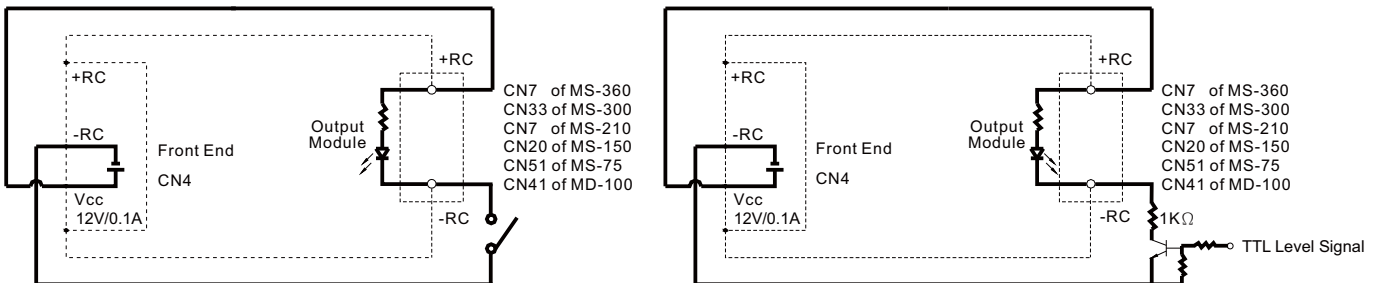 +RC
+RC
-RC
Front End
CN4
Vcc
12V/0.1A
Output
Module
CN7 of MS-360
CN33 of MS-300
CN7 of MS-210
CN20 of MS-150
CN51 of MS-75
CN41 of MD-100
-RC
+RC
+RC
-RC
Front End
CN4
Vcc
12V/0.1A
Output
Module
CN7 of MS-360
CN33 of MS-300
CN7 of MS-210
CN20 of MS-150
CN51 of MS-75
CN41 of MD-100
-RC
1KΩ
TTL Level Signal